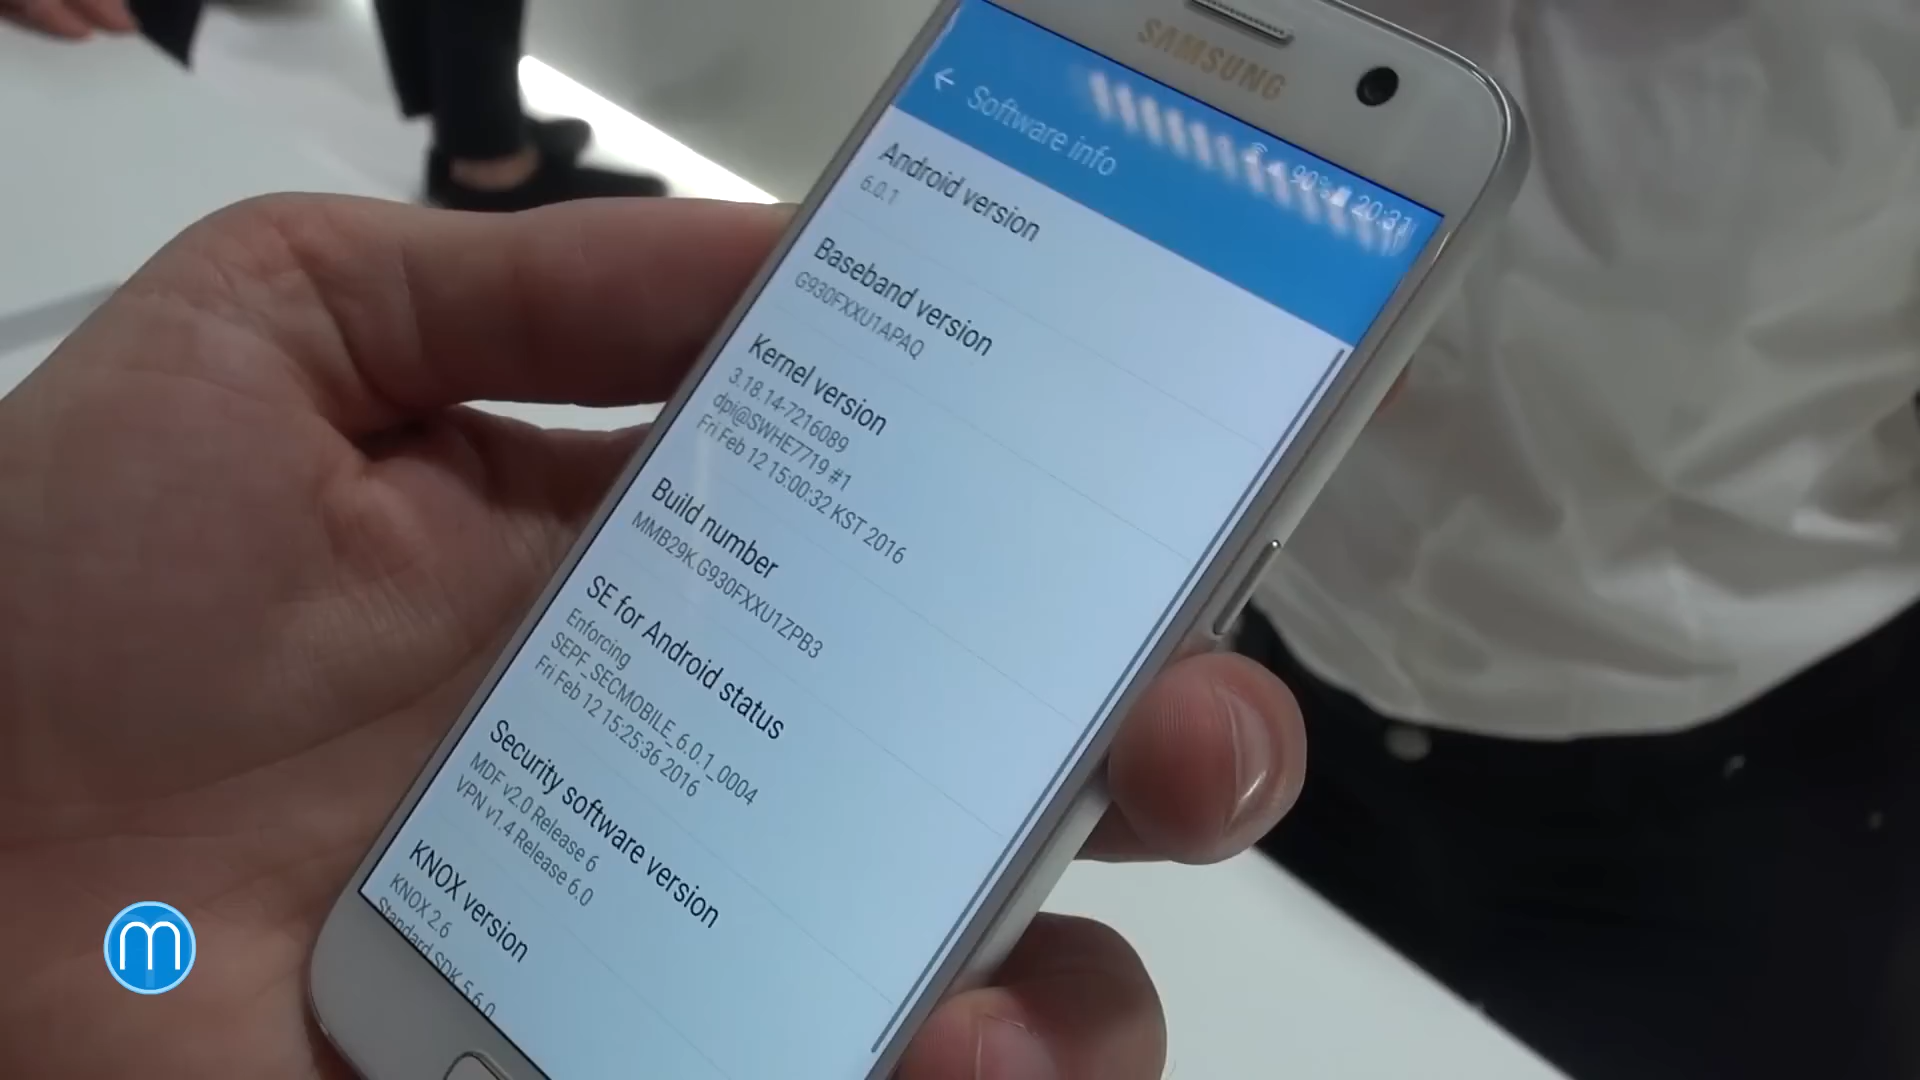 SAMSUNG
90% 20:31
Software info
Android version
6.0.1
Baseband version
G930FXXU1APAQ
Kernel version
3.18.14-7216089
dpi@SWHE7719 #1
Fri Feb 12 15:00:32 KST 2016
Build number
MMB29K.G930FXXU1ZPB3
SE for Android status
Enforcing
SEPF_SECMOBILE_6.0.1_0004
Fri Feb 12 15:25:36 2016
Security software version
MDF v2.0 Release 6
VPN v1.4 Release 6.0
KNOX version
KNOX 2.6
Standard SDK 5.6.0
m